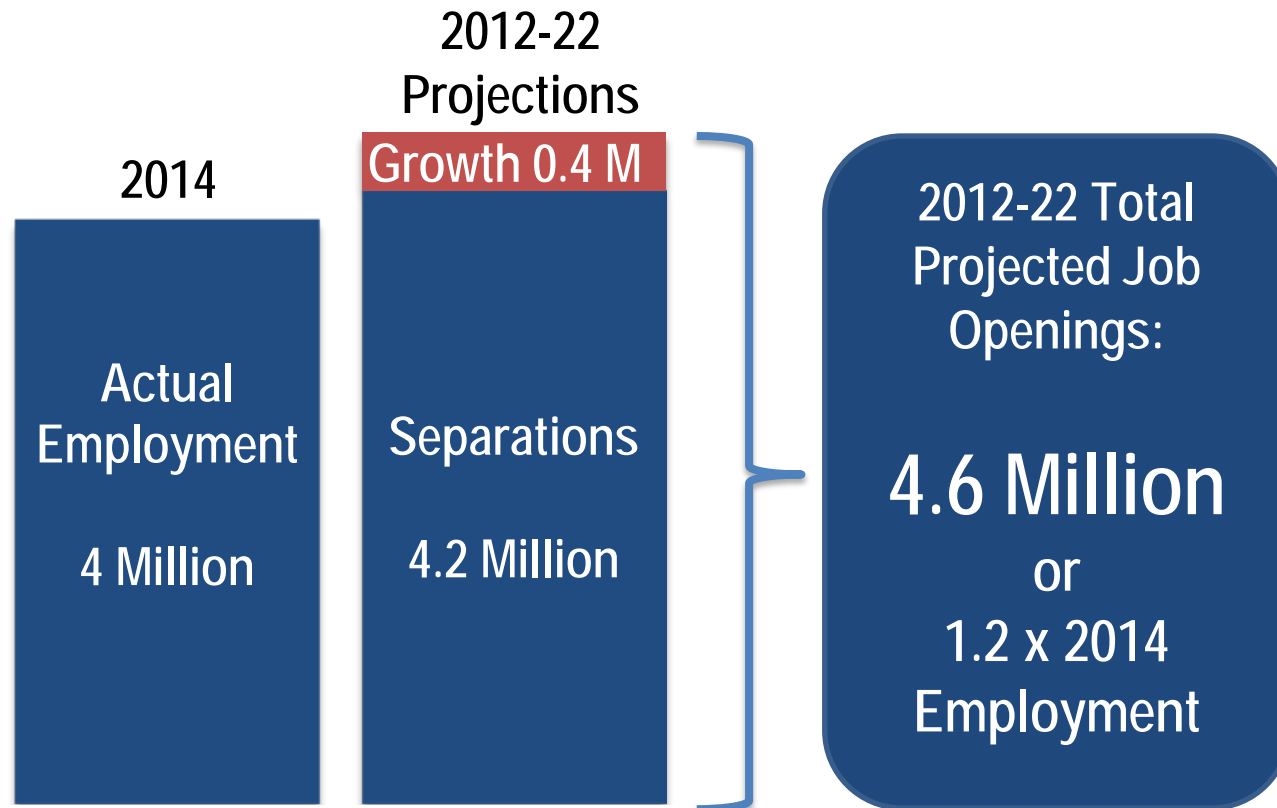 2014
Actual
Employment
4 Million
2012-22
Projections
Growth 0.4 M
Separations
4.2 Million
2012-22 Total
Projected Job
Openings:
4.6 Million
or
1.2 x 2014
Employment